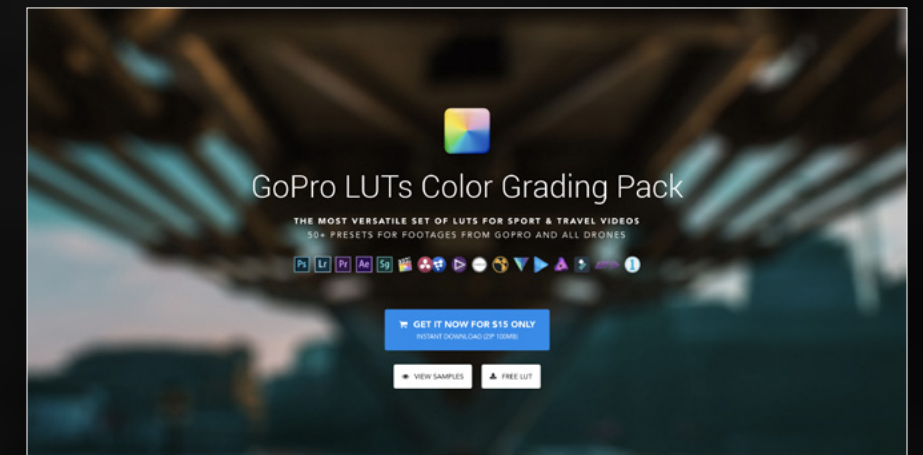 GoPro LUTs Color Grading Pack
THE MOST VERSATILE SET OF LUTS FOR SPORT & TRAVEL VIDEOS
50+ PRESETS FOR FOOTAGES FROM GOPRO AND ALL DRONES
Ps Lr Pr Ae Sg
GET IT NOW FOR $15 ONLY
INSTANT DOWNLOAD (ZIP 100MB)
VIEW SAMPLES FREE LUT